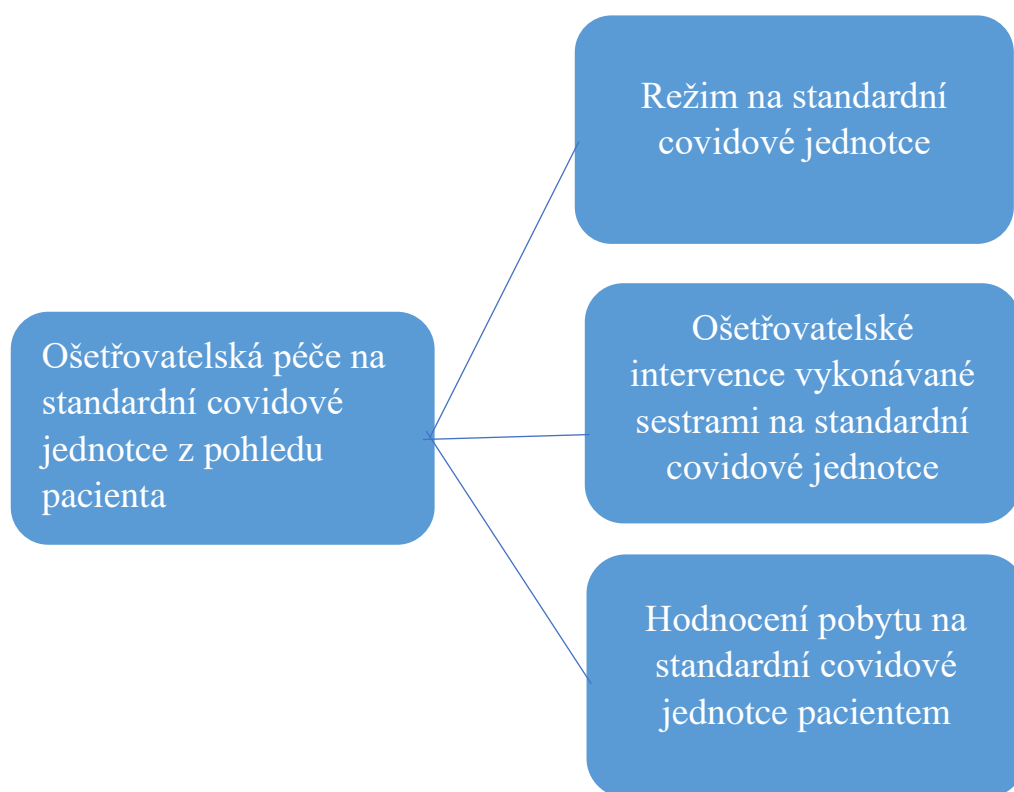 Režim na standardní
covidové jednotce
Ošetřovatelská péče na
standardní covidové
jednotce z pohledu
pacienta
Ošetřovatelské
intervence vykonávané
sestrami na standardní
covidové jednotce
Hodnocení pobytu na
standardní covidové
jednotce pacientem